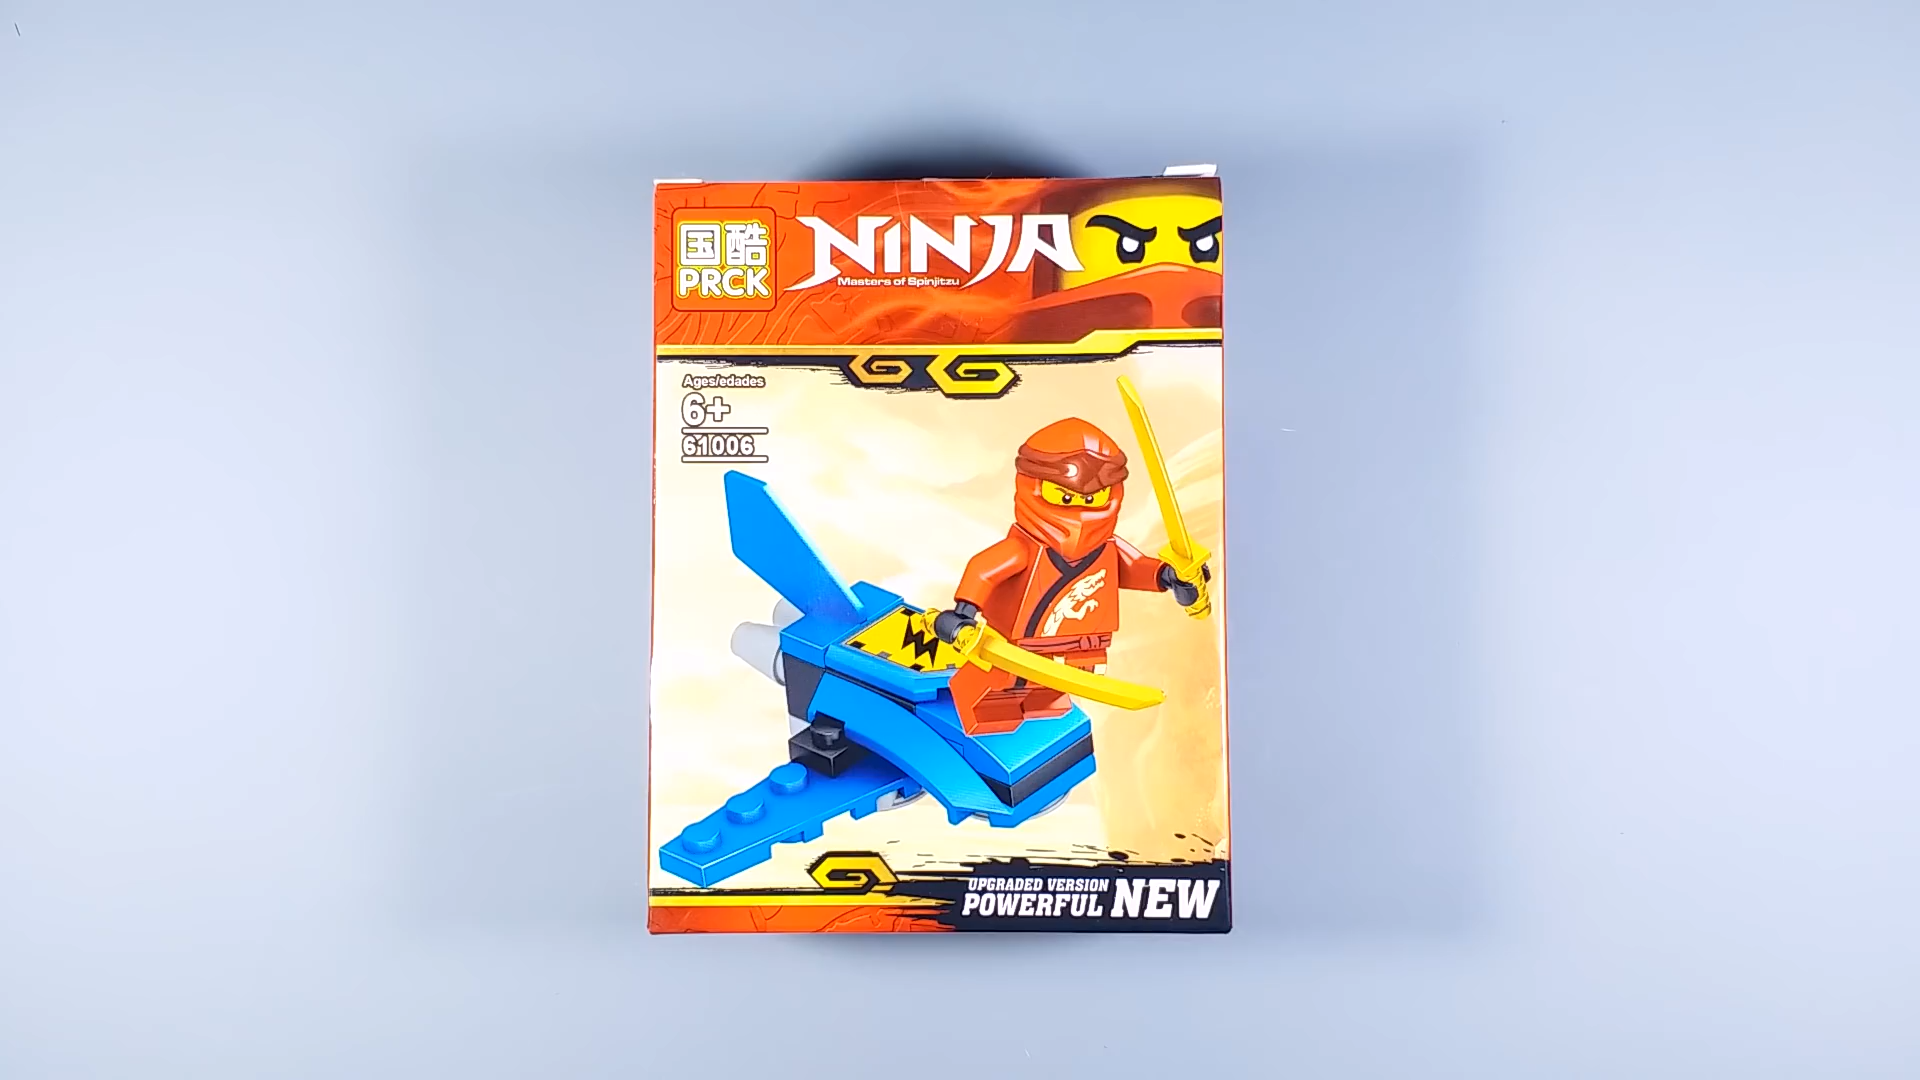 国酷
PRCK
NINJA
Masters of Spinjitzu
Ages/edades
6+
61006
UPGRADED VERSION
POWERFUL NEW